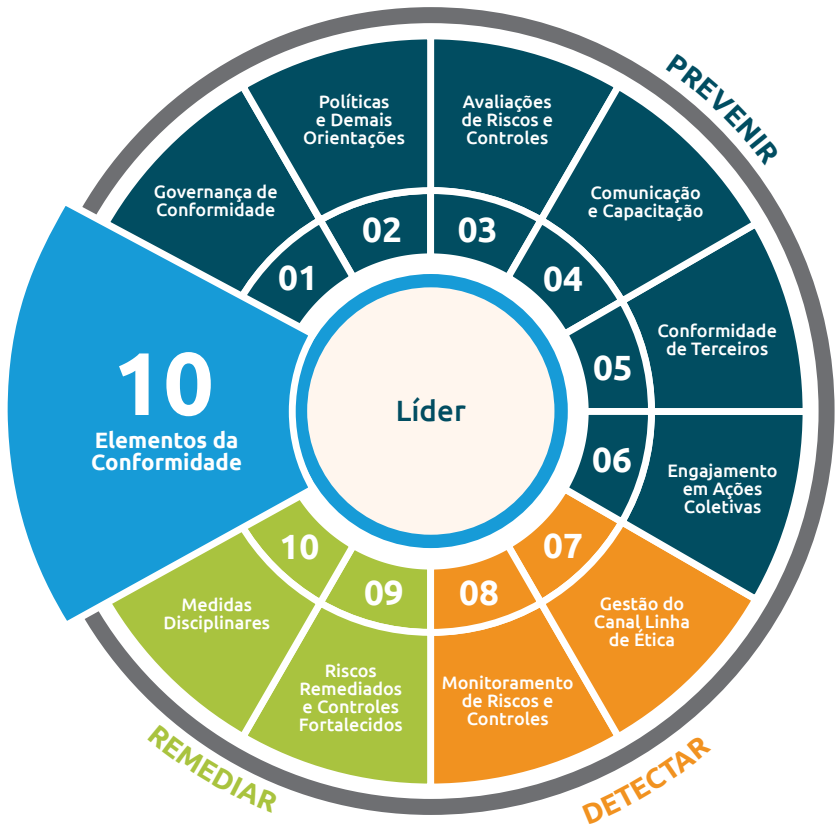 10
Elementos da
Conformidade
Líder
PREVENIR
01
Governança de
Conformidade
02
Políticas
e Demais
Orientações
03
Avaliações
de Riscos e
Controles
04
Comunicação
e Capacitação
05
Conformidade
de Terceiros
06
Engajamento
em Ações
Coletivas
DETECTAR
07
Gestão do
Canal Linha
de Ética
08
Monitoramento
de Riscos e
Controles
REMEDIAR
09
Riscos
Remediados
e Controles
Fortalecidos
10
Medidas
Disciplinares